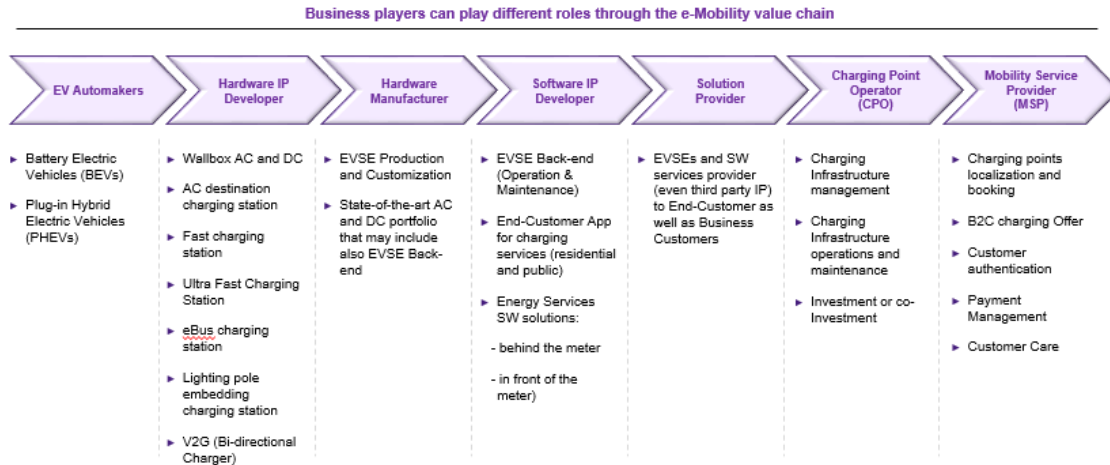 Business players can play different roles through the e-Mobility value chain
EV Automakers
Hardware IP
Developer
Hardware
Manufacturer
Software IP
Developer
Solution
Provider
Charging Point
Operator
(CPO)
Mobility Service
Provider
(MSP)
Battery Electric
Vehicles (BEVs)
Plug-in Hybrid
Electric Vehicles
(PHEVs)
Wallbox AC and DC
AC destination
charging station
Fast charging
station
Ultra Fast Charging
Station
eBus charging
station
Lighting pole
embedding
charging station
V2G (Bi-directional
Charger)
EVSE Production
and Customization
State-of-the-art AC
and DC portfolio
that may include
also EVSE Back-
end
EVSE Back-end
(Operation &
Maintenance)
End-Customer App
for charging
services (residential
and public)
Energy Services
SW solutions:
- behind the meter
- in front of the
meter)
EVSEs and SW
services provider
(even third party IP)
to End-Customer as
well as Business
Customers
Charging
Infrastructure
management
Charging
Infrastructure
operations and
maintenance
Investment or co-
Investment
Charging points
localization and
booking
B2C charging Offer
Customer
authentication
Payment
Management
Customer Care